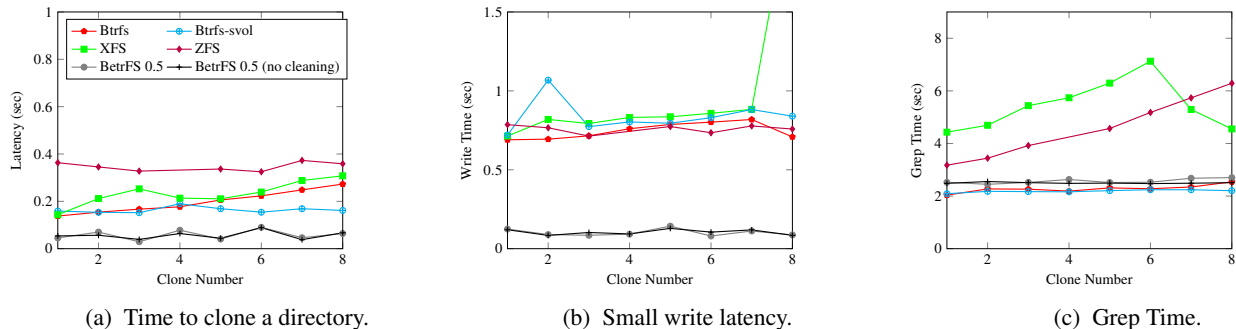 1
0.8
0.6
0.4
0.2
0
Latency (sec)
Btrfs
Btrfs-svol
XFS
ZFS
BetrFS 0.5
BetrFS 0.5 (no cleaning)
2 4 6 8
Clone Number
(a) Time to clone a directory.
1.5
1
0.5
0
Write Time (sec)
2 4 6 8
Clone Number
(b) Small write latency.
8
6
4
2
0
Grep Time (sec)
2 4 6 8
Clone Number
(c) Grep Time.